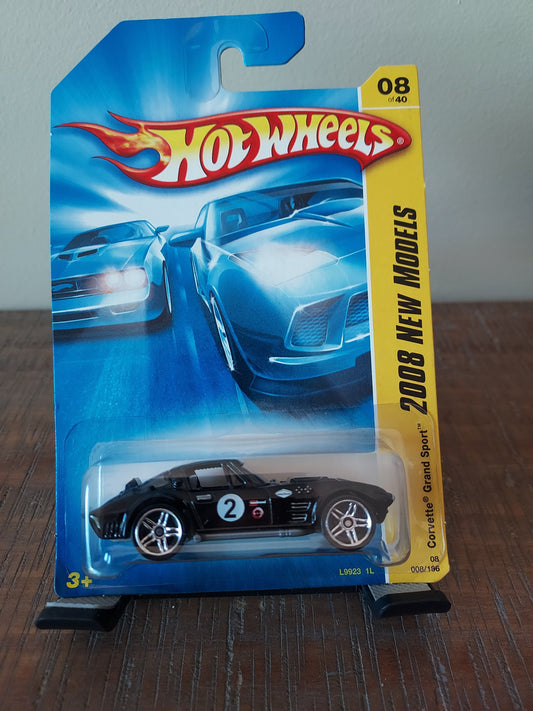 08
of 40
HOT WHEELS®
2008 NEW MODELS
Corvette® Grand Sport™
2
3+
L9923 1L
08
008/196